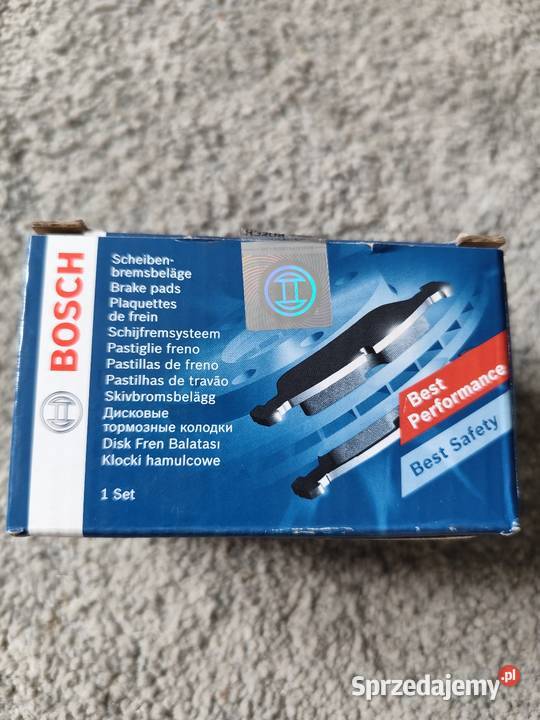 BOSCH
Scheiben-
bremsbeläge
Brake pads
Plaquettes
de frein
Schijfremsysteem
Pastiglie freno
Pastillas de freno
Pastilhas de travão
Skivbromsbelägg
Дисковые
тормозные колодки
Disk Fren Balatası
Klocki hamulcowe
1 Set
Best
Performance
Best Safety
Sprzedajemy.pl